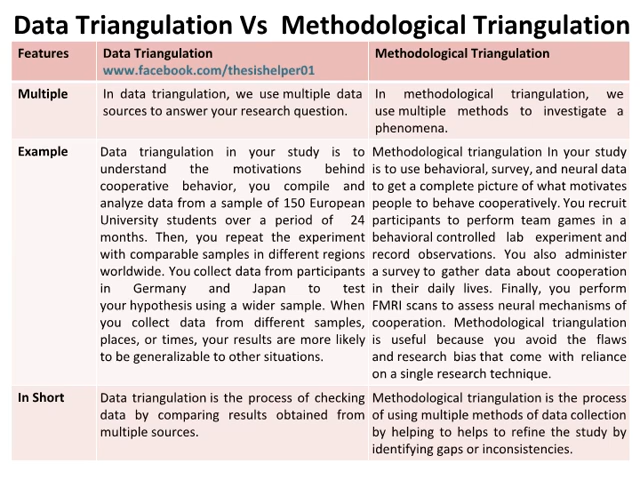 Data Triangulation Vs Methodological Triangulation
Features
Data Triangulation
www.facebook.com/thesishelper01
Methodological Triangulation
Multiple
In data triangulation, we use multiple data
sources to answer your research question.
In methodological triangulation, we
use multiple methods to investigate a
phenomena.
Example
Data triangulation in your study is to
understand the motivations behind
cooperative behavior, you compile and
analyze data from a sample of 150 European
University students over a period of 24
months. Then, you repeat the experiment
with comparable samples in different regions
worldwide. You collect data from participants
in Germany and Japan to test
your hypothesis using a wider sample. When
you collect data from different samples,
places, or times, your results are more likely
to be generalizable to other situations.
Methodological triangulation In your study
is to use behavioral, survey, and neural data
to get a complete picture of what motivates
people to behave cooperatively. You recruit
participants to perform team games in a
behavioral controlled lab experiment and
record observations. You also administer
a survey to gather data about cooperation
in their daily lives. Finally, you perform
FMRI scans to assess neural mechanisms of
cooperation. Methodological triangulation
is useful because you avoid the flaws
and research bias that come with reliance
on a single research technique.
In Short
Data triangulation is the process of checking
data by comparing results obtained from
multiple sources.
Methodological triangulation is the process
of using multiple methods of data collection
by helping to helps to refine the study by
identifying gaps or inconsistencies.